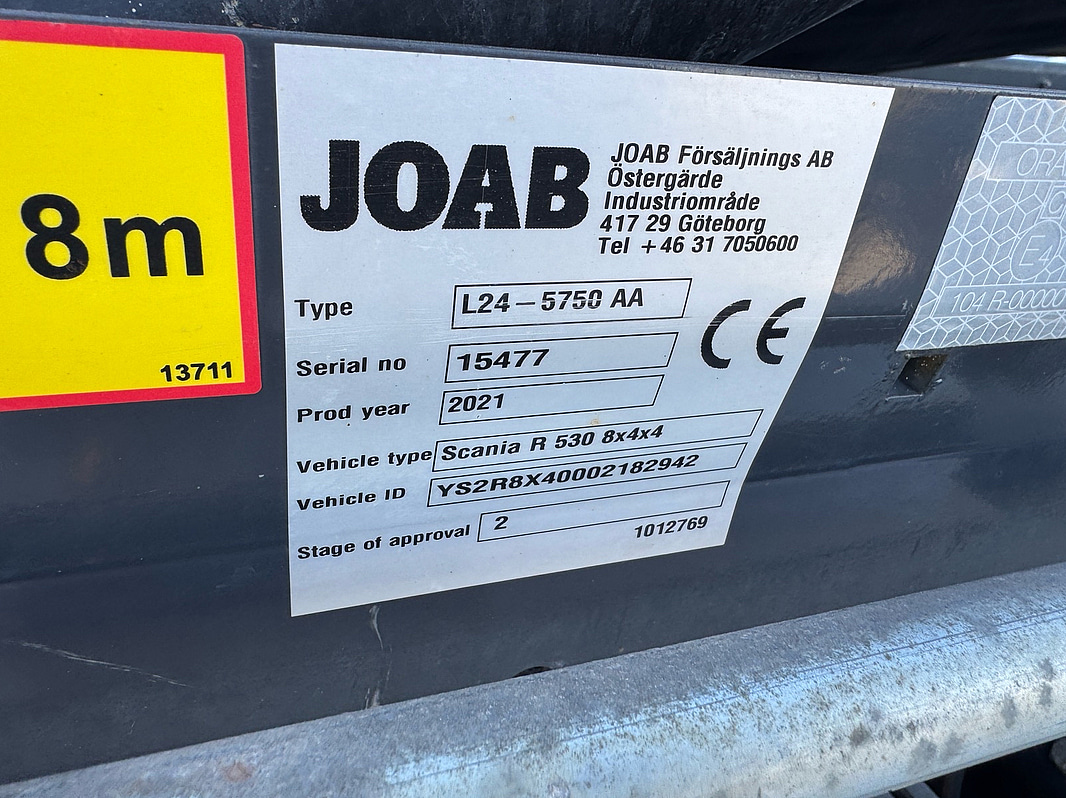 8m
13711
JOAB
JOAB Försäljnings AB
Östergärde
Industriområde
417 29 Göteborg
Tel +46 31 7050600
Type L24-5750 AA
CE
Serial no 15477
Prod year 2021
Vehicle type Scania R 530 8x4x4
Vehicle ID YS2R8X40002182942
Stage of approval 2
1012769
E4